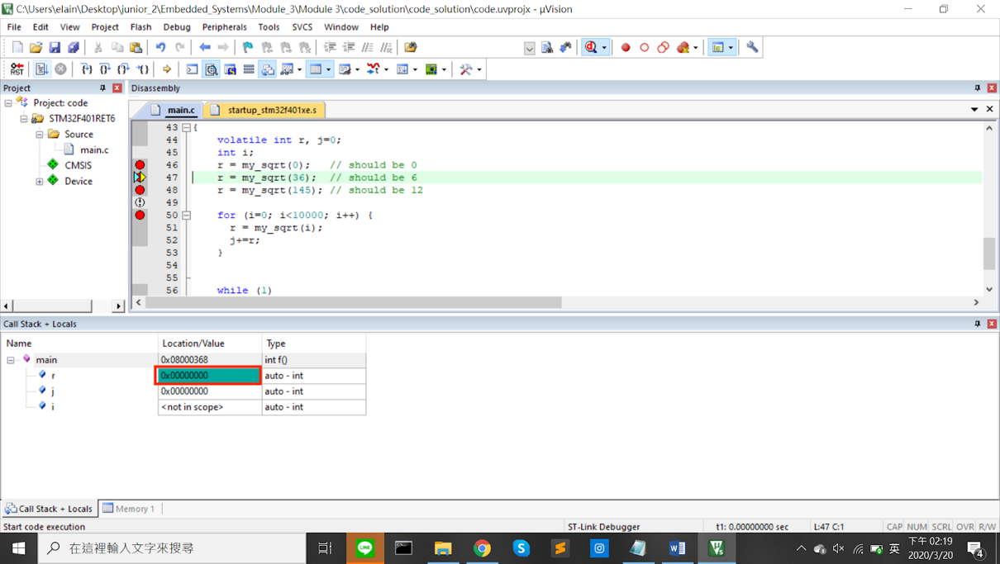 C:\Users\elain\Desktop\junior_2\Embedded_Systems\Module_3\Module 3\code_solution\code_solution\code.uvprojx - µVision
File Edit View Project Flash Debug Peripherals Tools SVCS Window Help
RST
Project
Disassembly
Project: code
STM32F401RET6
Source
main.c
CMSIS
Device
main.c startup_stm32f401xe.s
43 {
44 volatile int r, j=0;
45 int i;
46 r = my_sqrt(0); // should be 0
47 r = my_sqrt(36); // should be 6
48 r = my_sqrt(145); // should be 12
49
50 for (i=0; i<10000; i++) {
51 r = my_sqrt(i);
52 j+=r;
53 }
54
55
56 while (1)
Call Stack + Locals
Name Location/Value Type
main 0x08000368 int f()
r 0x00000000 auto - int
j 0x00000000 auto - int
i <not in scope> auto - int
Call Stack + Locals Memory 1
Start code execution ST-Link Debugger t1: 0.00000000 sec L:47 C:1 CAP NUM SCRL OVR R/W
在這裡輸入文字來搜尋
LINE
英
下午 02:19
2020/3/20
4